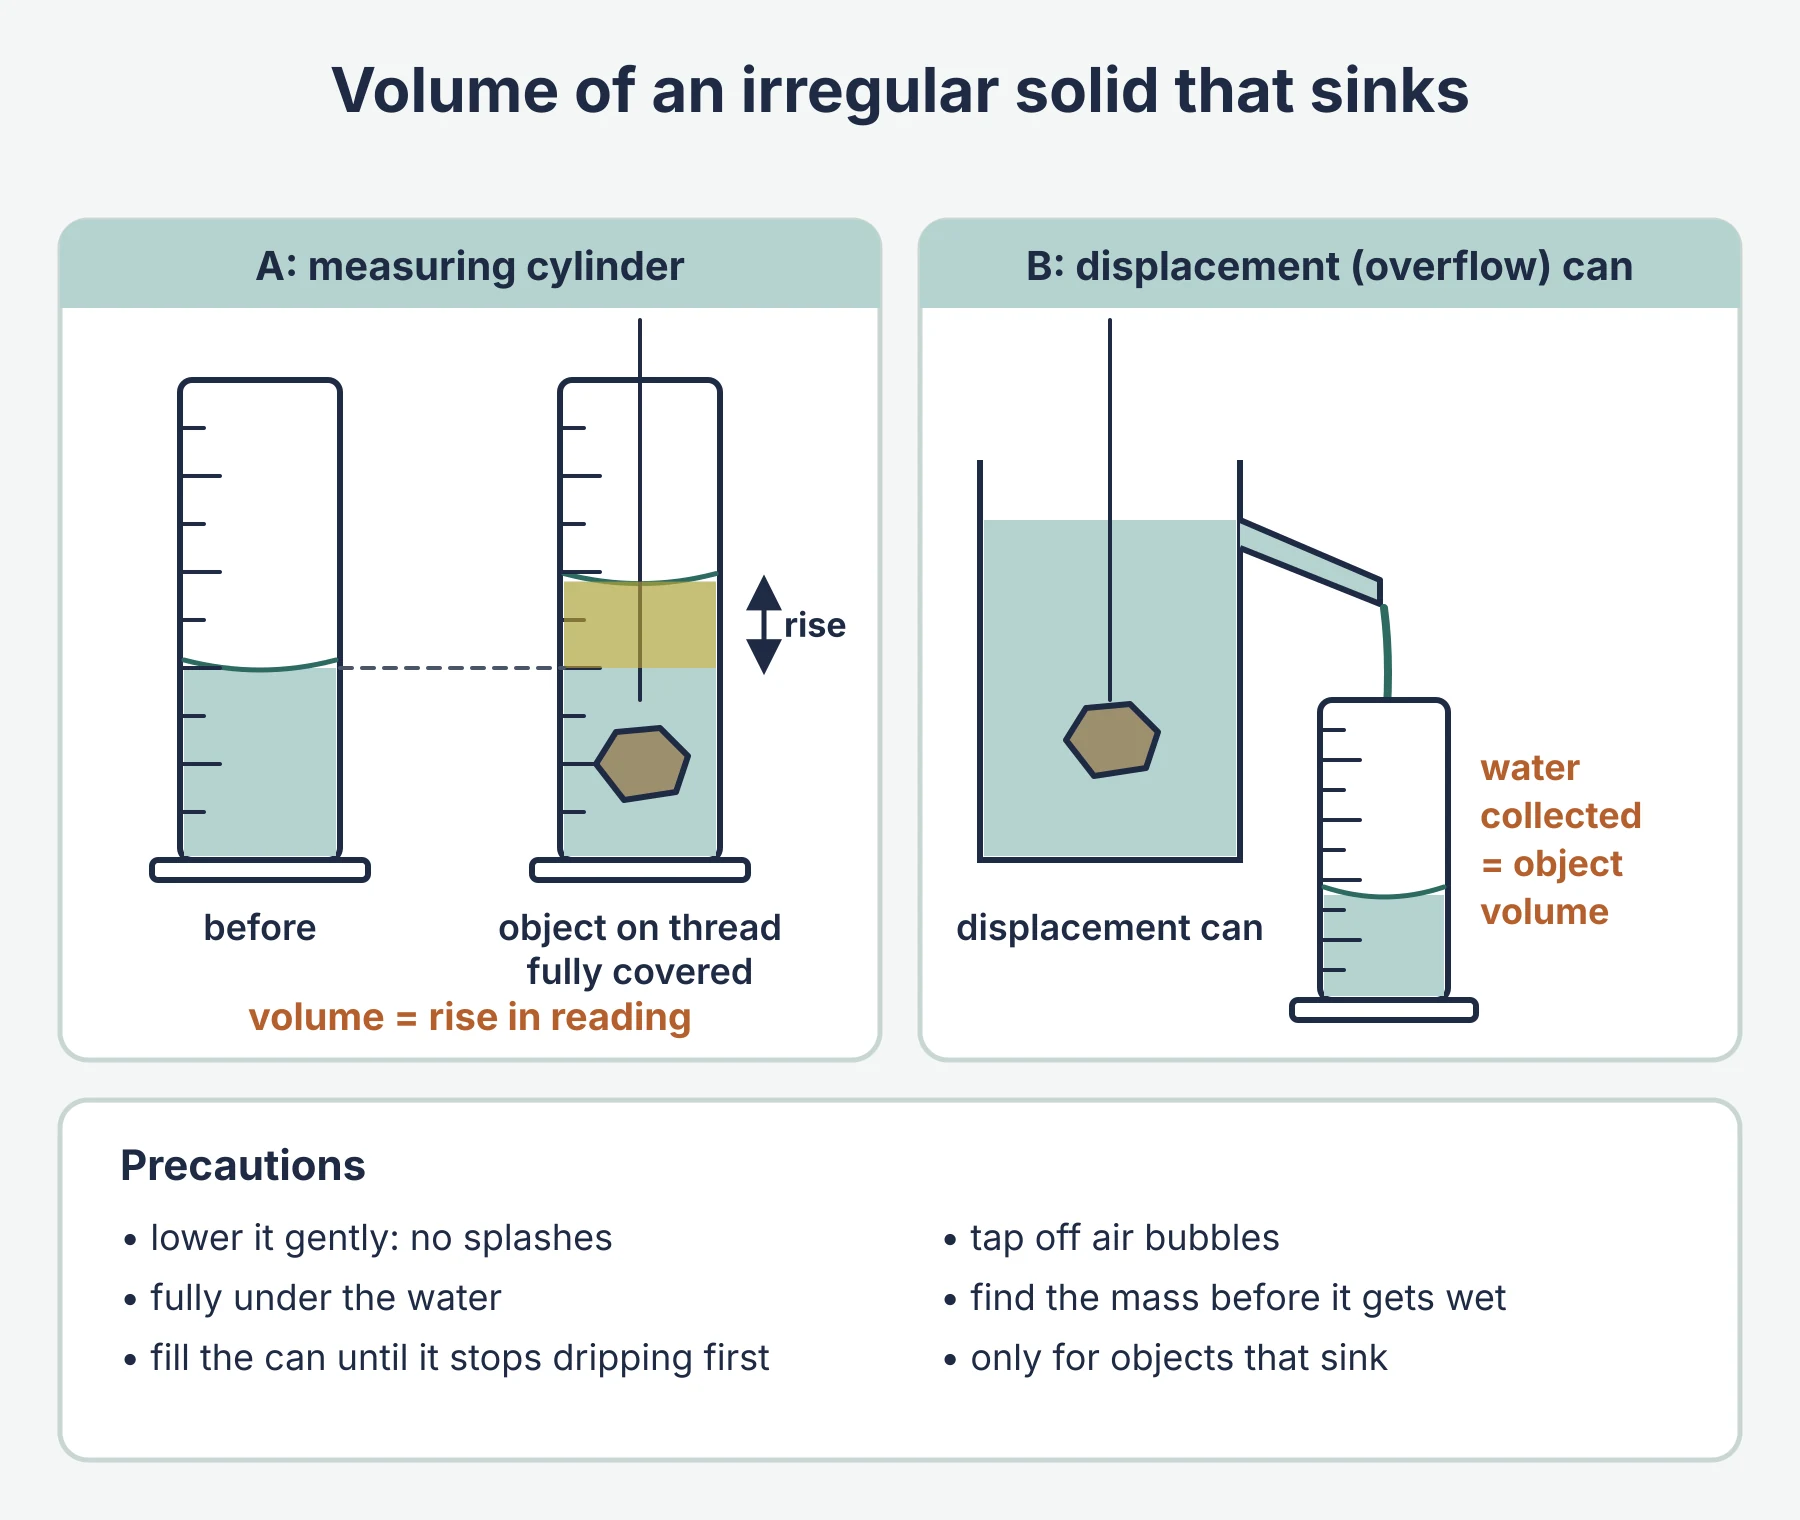 Volume of an irregular solid that sinks
A: measuring cylinder
rise
before
object on thread
fully covered
volume = rise in reading
B: displacement (overflow) can
displacement can
water
collected
= object
volume
Precautions
• lower it gently: no splashes
• fully under the water
• fill the can until it stops dripping first
• tap off air bubbles
• find the mass before it gets wet
• only for objects that sink